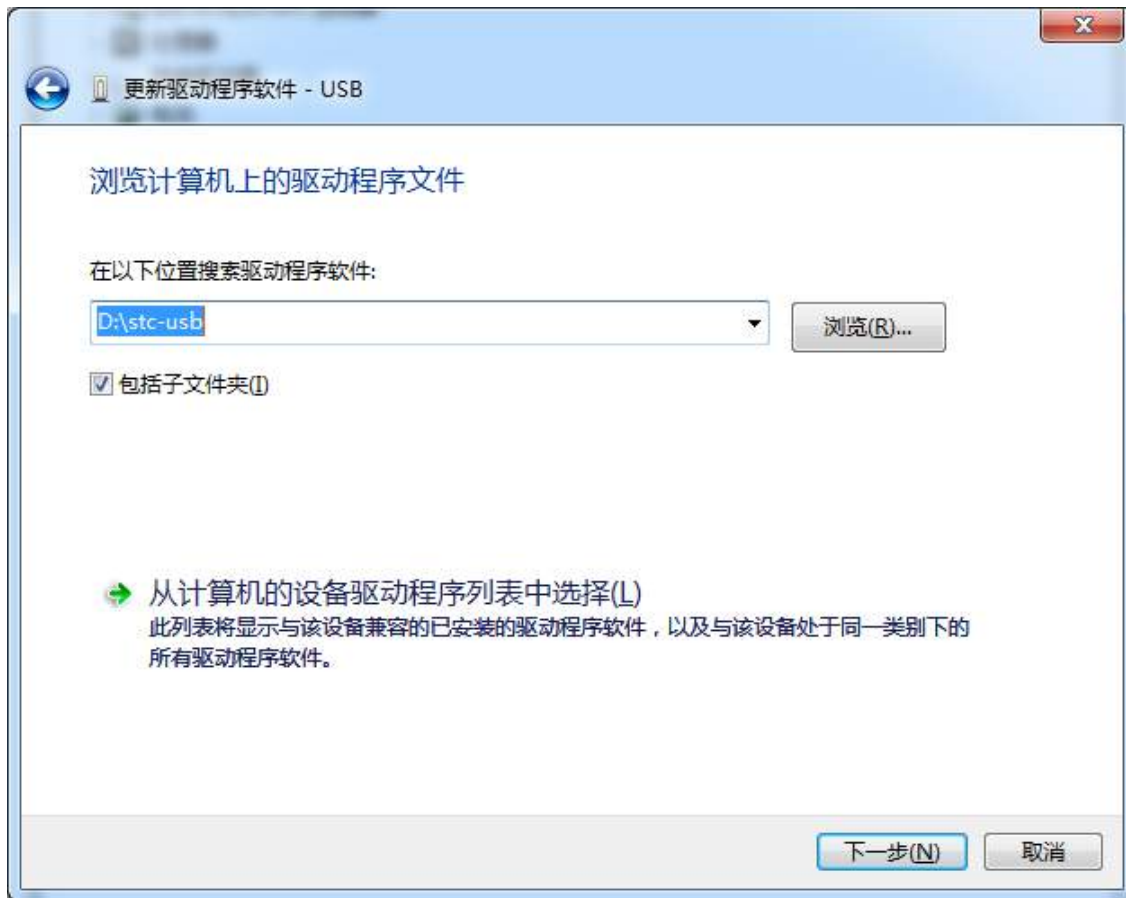 更新驱动程序软件 - USB
浏览计算机上的驱动程序文件
在以下位置搜索驱动程序软件:
D:\stc-usb
浏览(R)...
包括子文件夹(I)
从计算机的设备驱动程序列表中选择(L)
此列表将显示与该设备兼容的已安装的驱动程序软件，以及与该设备处于同一类别下的
所有驱动程序软件。
下一步(N)
取消